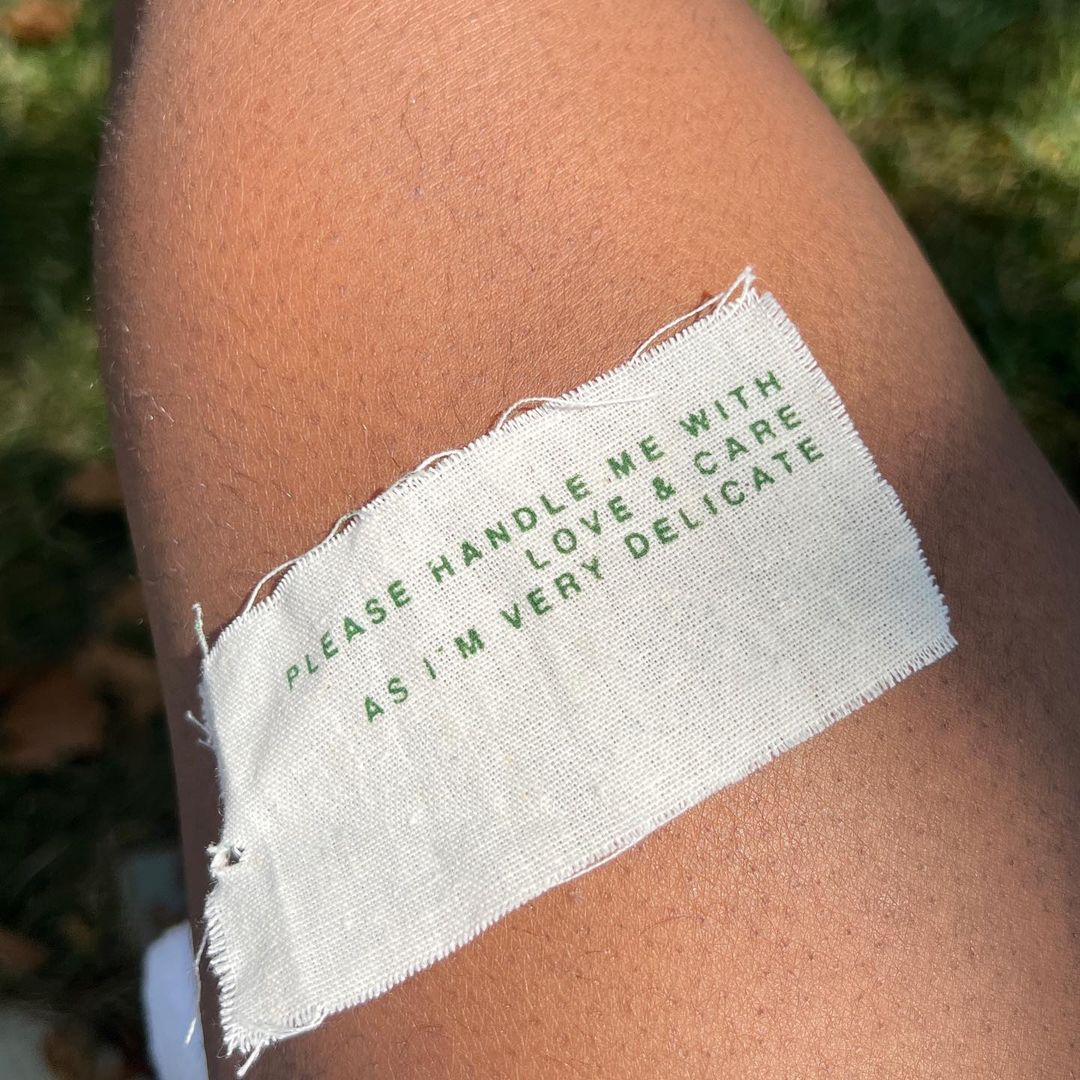 PLEASE HANDLE ME WITH
LOVE & CARE
AS I'M VERY DELICATE